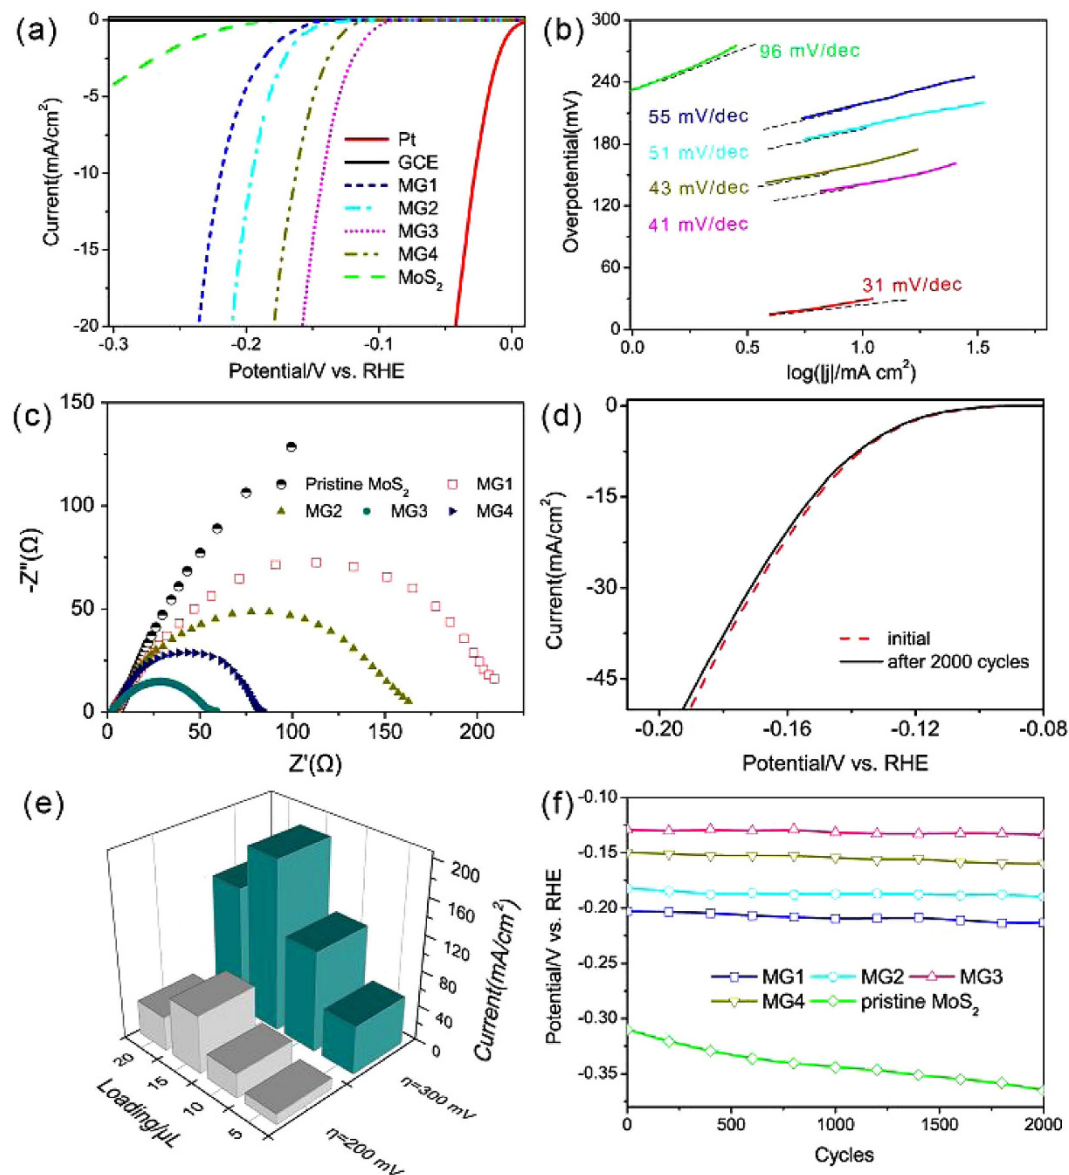 (a)
0
-5
-10
-15
-20
Current(mA/cm²)
Pt
GCE
MG1
MG2
MG3
MG4
MoS₂
-0.3
-0.2
-0.1
0.0
Potential/V vs. RHE
(b)
300
240
180
120
60
0
Overpotential(mV)
96 mV/dec
55 mV/dec
51 mV/dec
43 mV/dec
41 mV/dec
31 mV/dec
0.0
0.5
1.0
1.5
log(|j|/mA cm²)
(c)
150
100
50
0
-Z"(Ω)
Pristine MoS₂
MG1
MG2
MG3
MG4
0
50
100
150
200
Z'(Ω)
(d)
0
-15
-30
-45
Current(mA/cm²)
initial
after 2000 cycles
-0.20
-0.16
-0.12
-0.08
Potential/V vs. RHE
(e)
200
160
120
80
40
0
Current(mA/cm²)
20
15
10
5
Loading/μL
η=300 mV
η=200 mV
(f)
-0.10
-0.15
-0.20
-0.25
-0.30
-0.35
Potential/V vs. RHE
MG1
MG2
MG3
MG4
pristine MoS₂
0
500
1000
1500
2000
Cycles